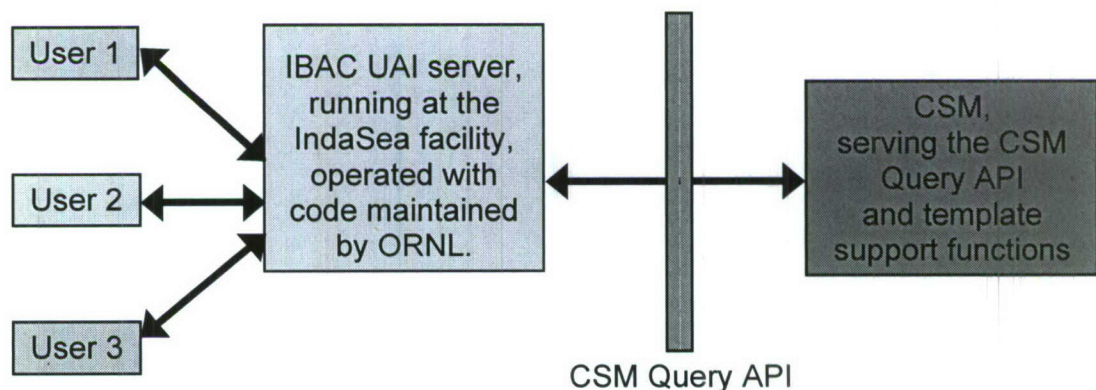 User 1
User 2
User 3
IBAC UAI server,
running at the
IndaSea facility,
operated with
code maintained
by ORNL.
CSM Query API
CSM,
serving the CSM
Query API
and template
support functions